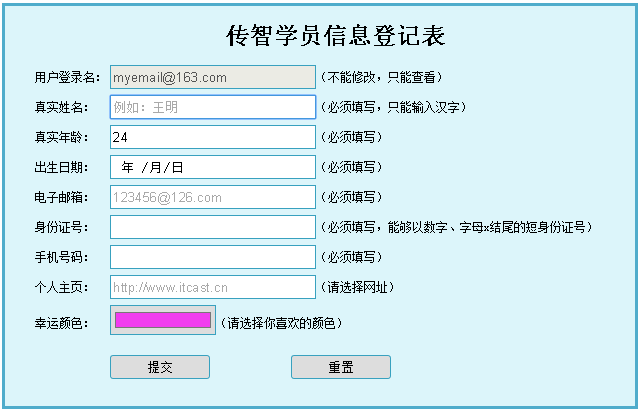 传智学员信息登记表
用户登录名： myemail@163.com （不能修改，只能查看）
真实姓名： 例如：王明 （必须填写，只能输入汉字）
真实年龄： 24 （必须填写）
出生日期： 年 /月/日 （必须填写）
电子邮箱： 123456@126.com （必须填写）
身份证号： （必须填写，能够以数字、字母x结尾的短身份证号）
手机号码： （必须填写）
个人主页： http://www.itcast.cn （请选择网址）
幸运颜色： （请选择你喜欢的颜色）
提交 重置